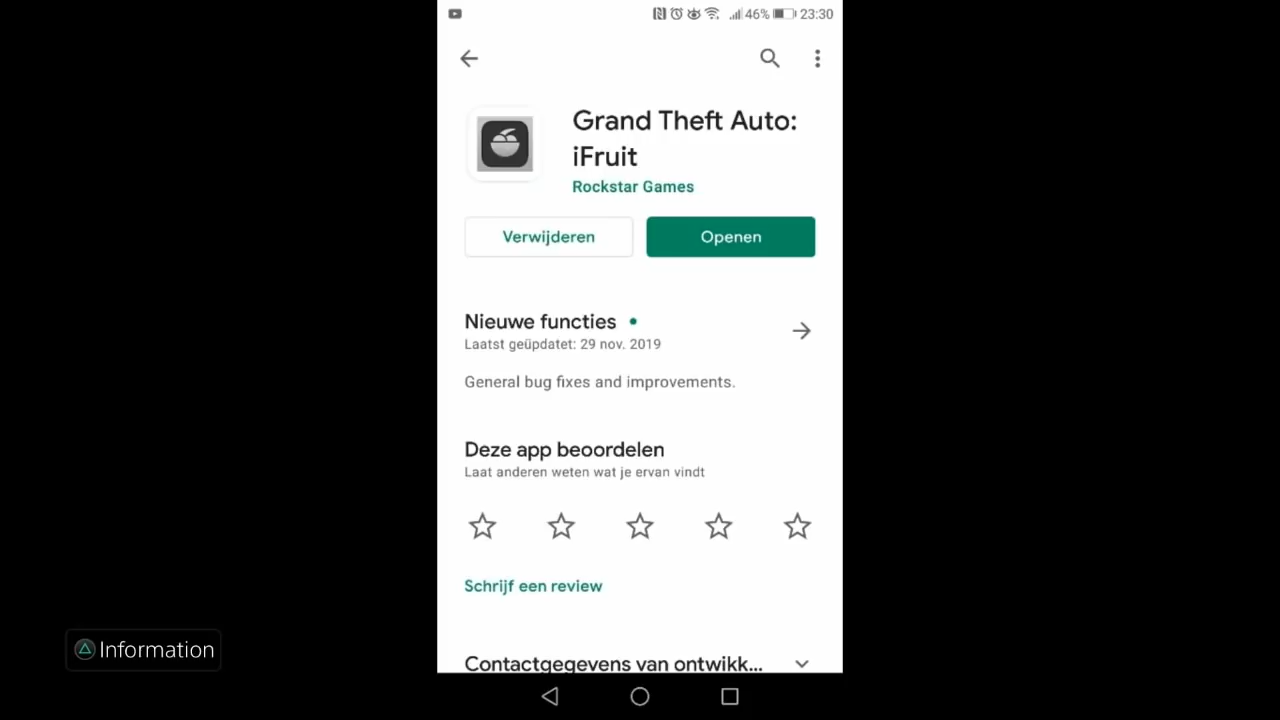 46% 23:30
Grand Theft Auto:
iFruit
Rockstar Games
Verwijderen
Openen
Nieuwe functies
Laatst geüpdatet: 29 nov. 2019
General bug fixes and improvements.
Deze app beoordelen
Laat anderen weten wat je ervan vindt
Schrijf een review
Information
Contactgegevens van ontwikk...